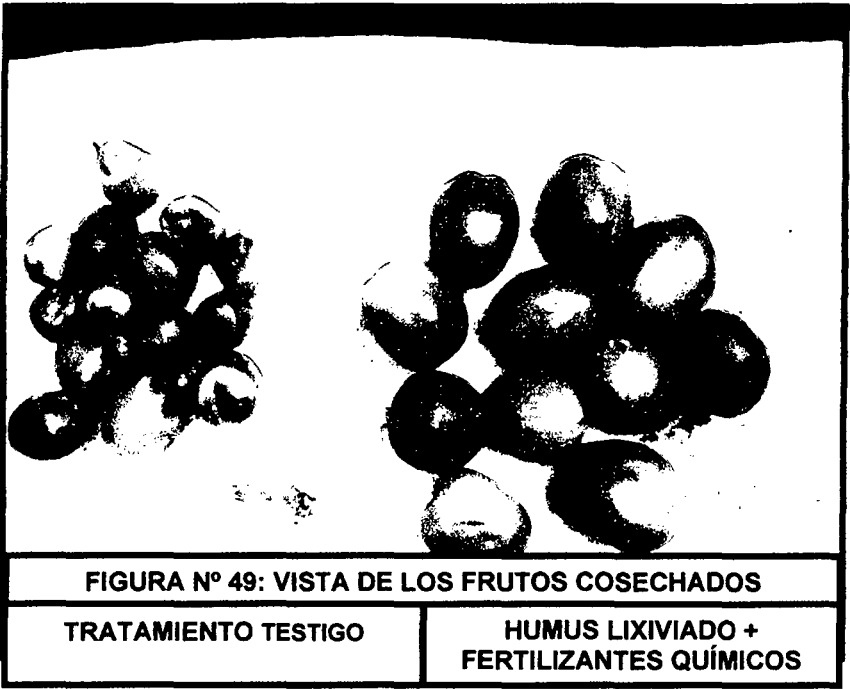 FIGURA Nº 49: VISTA DE LOS FRUTOS COSECHADOS
TRATAMIENTO TESTIGO
HUMUS LIXIVIADO +
FERTILIZANTES QUÍMICOS